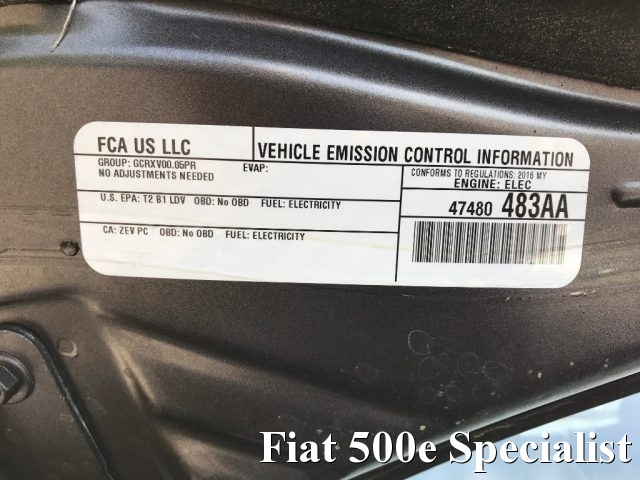 FCA US LLC
VEHICLE EMISSION CONTROL INFORMATION
GROUP: GCRXV00.05PR
EVAP:
NO ADJUSTMENTS NEEDED
CONFORMS TO REGULATIONS: 2016 MY
ENGINE: ELEC
U.S. EPA: T2 B1 LDV OBD: No OBD FUEL: ELECTRICITY
47480 483AA
CA: ZEV PC OBD: No OBD FUEL: ELECTRICITY
Fiat 500e Specialist